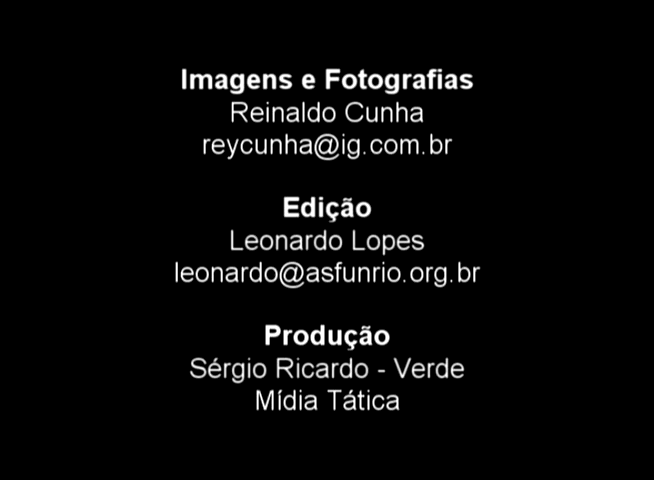 Imagens e Fotografias
Reinaldo Cunha
reycunha@ig.com.br
Edição
Leonardo Lopes
leonardo@asfunrio.org.br
Produção
Sérgio Ricardo - Verde
Mídia Tática